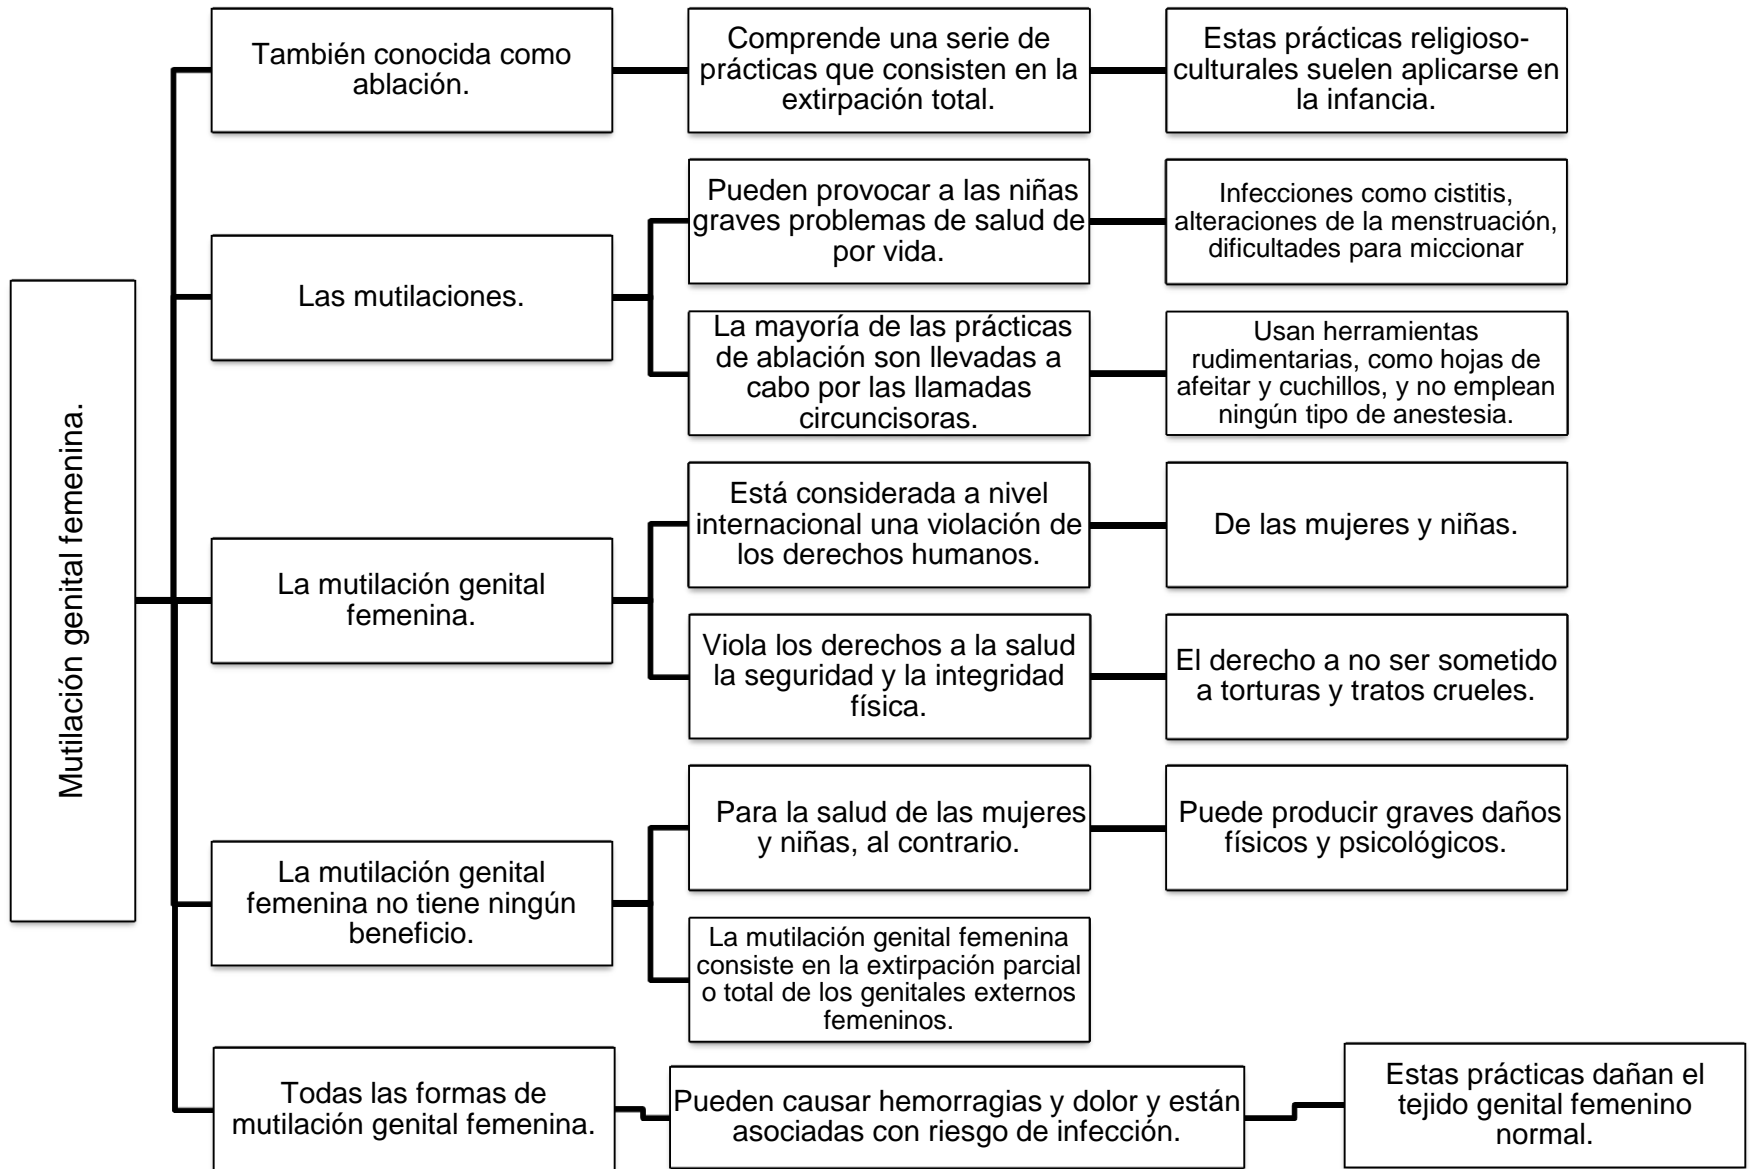 Mutilación genital femenina.
También conocida como
ablación.
Comprende una serie de
prácticas que consisten en la
extirpación total.
Estas prácticas religioso-
culturales suelen aplicarse en
la infancia.
Las mutilaciones.
Pueden provocar a las niñas
graves problemas de salud de
por vida.
Infecciones como cistitis,
alteraciones de la menstruación,
dificultades para miccionar
La mayoría de las prácticas
de ablación son llevadas a
cabo por las llamadas
circuncisoras.
Usan herramientas
rudimentarias, como hojas de
afeitar y cuchillos, y no emplean
ningún tipo de anestesia.
La mutilación genital
femenina.
Está considerada a nivel
internacional una violación de
los derechos humanos.
De las mujeres y niñas.
Viola los derechos a la salud
la seguridad y la integridad
física.
El derecho a no ser sometido
a torturas y tratos crueles.
La mutilación genital
femenina no tiene ningún
beneficio.
Para la salud de las mujeres
y niñas, al contrario.
Puede producir graves daños
físicos y psicológicos.
La mutilación genital femenina
consiste en la extirpación parcial
o total de los genitales externos
femeninos.
Todas las formas de
mutilación genital femenina.
Pueden causar hemorragias y dolor y están
asociadas con riesgo de infección.
Estas prácticas dañan el
tejido genital femenino
normal.